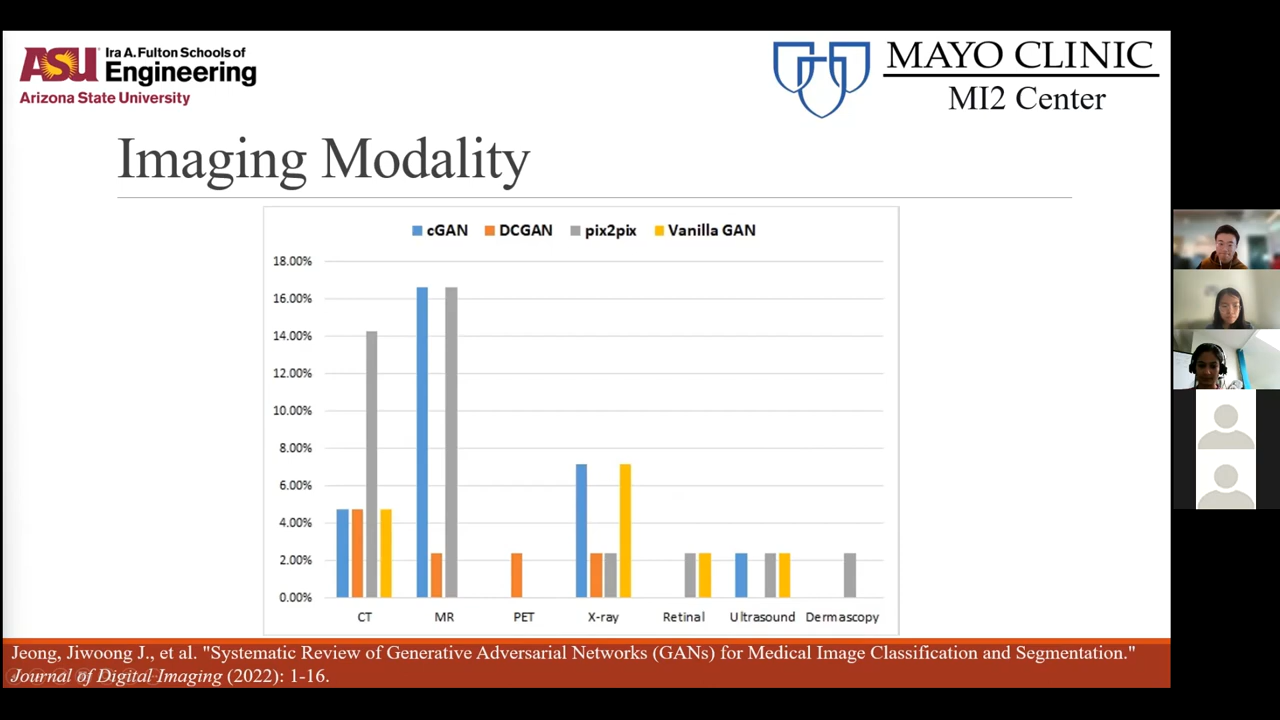 ASU Ira A. Fulton Schools of
Engineering
Arizona State University
MAYO CLINIC
MI2 Center
Imaging Modality
cGAN DCGAN pix2pix Vanilla GAN
18.00%
16.00%
14.00%
12.00%
10.00%
8.00%
6.00%
4.00%
2.00%
0.00%
CT MR PET X-ray Retinal Ultrasound Dermascopy
Jeong, Jiwoong J., et al. "Systematic Review of Generative Adversarial Networks (GANs) for Medical Image Classification and Segmentation."
Journal of Digital Imaging (2022): 1-16.